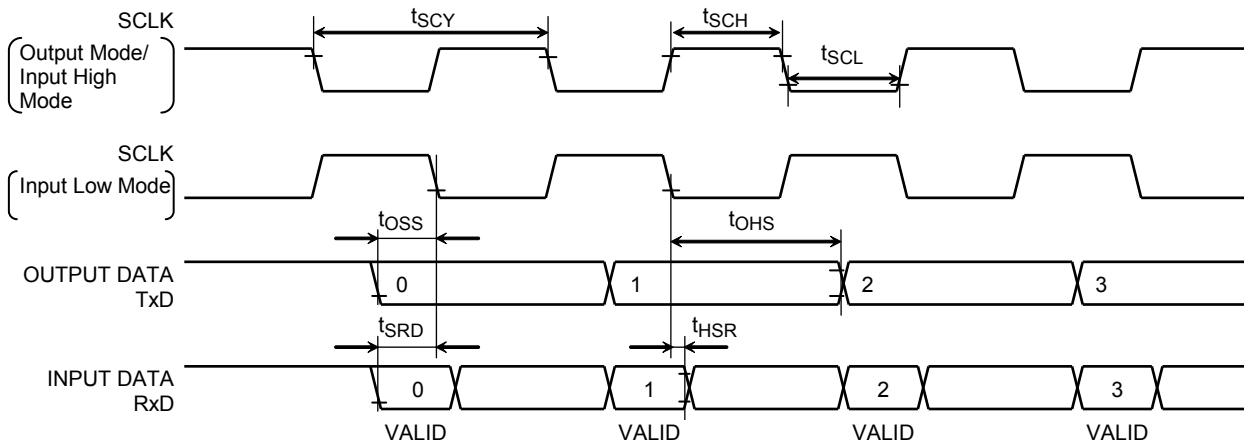 SCLK
Output Mode/
Input High
Mode
tSCY
tSCH
tSCL
SCLK
Input Low Mode
tOSS
tOHS
OUTPUT DATA
TxD
0
1
2
3
tSRD
tHSR
INPUT DATA
RxD
0
1
2
3
VALID
VALID
VALID
VALID